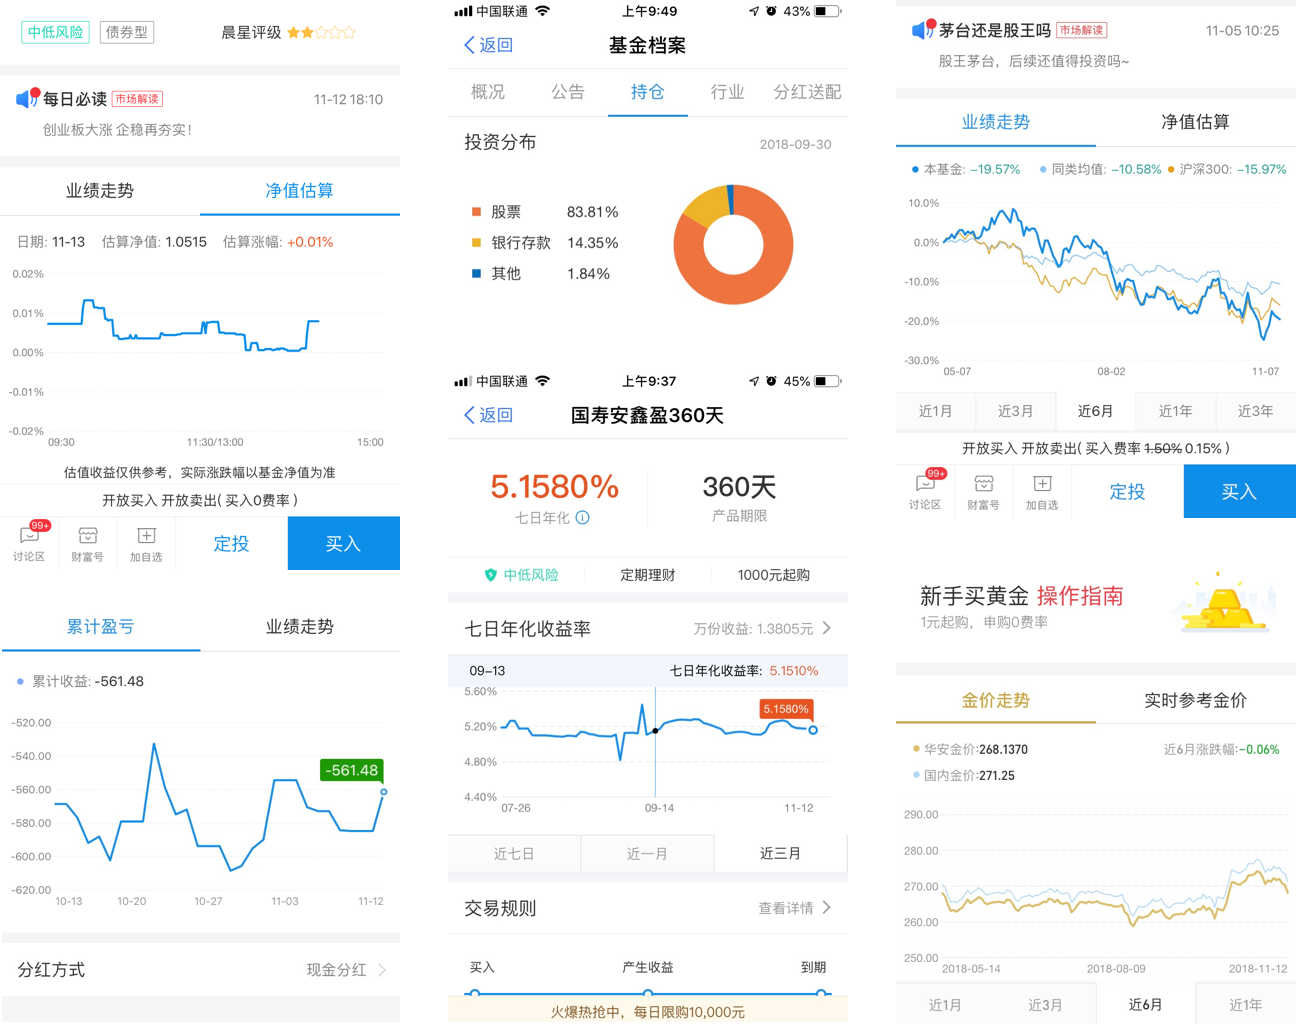 中低风险 债券型 晨星评级
每日必读 市场解读 11-12 18:10
创业板大涨 企稳再夯实!
业绩走势 净值估算
日期: 11-13 估算净值: 1.0515 估算涨幅: +0.01%
0.02%
0.01%
0.00%
-0.01%
-0.02%
09:30 11:30/13:00 15:00
估值收益仅供参考，实际涨跌幅以基金净值为准
开放买入 开放卖出( 买入0费率 )
99+
讨论区 财富号 加自选 定投 买入
累计盈亏 业绩走势
累计收益: -561.48
-520.00
-540.00
-561.48
-560.00
-580.00
-600.00
-620.00
10-13 10-20 10-27 11-03 11-12
分红方式 现金分红
中国联通 上午9:49 43%
返回 基金档案
概况 公告 持仓 行业 分红送配
投资分布 2018-09-30
股票 83.81%
银行存款 14.35%
其他 1.84%
中国联通 上午9:37 45%
返回 国寿安鑫盈360天
5.1580% 360天
七日年化 产品期限
中低风险 定期理财 1000元起购
七日年化收益率 万份收益: 1.3805元
09-13 七日年化收益率: 5.1510%
5.60%
5.1580%
5.20%
4.80%
4.40%
07-26 09-14 11-12
近七日 近一月 近三月
交易规则 查看详情
买入 产生收益 到期
火爆热抢中，每日限购10,000元
茅台还是股王吗 市场解读 11-05 10:25
股王茅台，后续还值得投资吗~
业绩走势 净值估算
本基金: -19.57% 同类均值: -10.58% 沪深300: -15.97%
10.0%
0.0%
-10.0%
-20.0%
-30.0%
05-07 08-02 11-07
近1月 近3月 近6月 近1年 近3年
开放买入 开放卖出( 买入费率 1.50% 0.15% )
99+
讨论区 财富号 加自选 定投 买入
新手买黄金 操作指南
1元起购，申购0费率
金价走势 实时参考金价
华安金价:268.1370 近6月涨跌幅:-0.06%
国内金价:271.25
290.00
280.00
270.00
260.00
250.00
2018-05-14 2018-08-09 2018-11-12
近1月 近3月 近6月 近1年